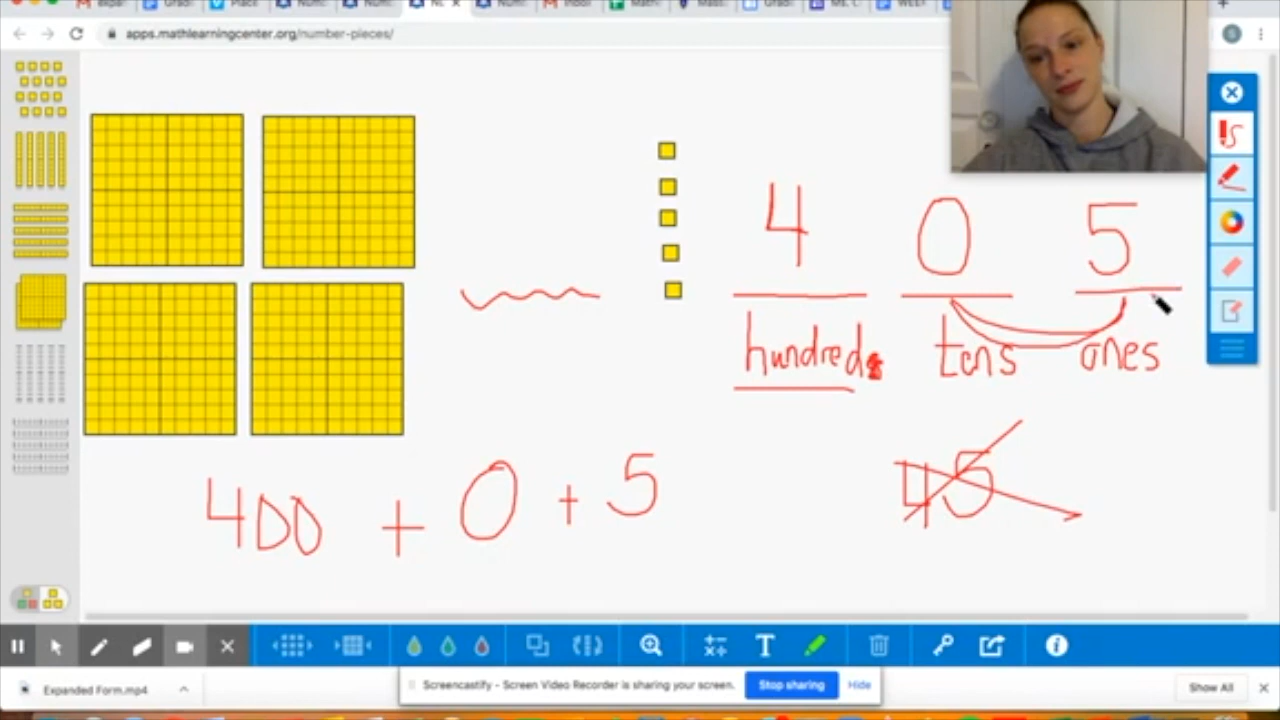 apps.mathlearningcenter.org/number-pieces/
4 0 5
hundreds tens ones
400 + 0 + 5
45
T
Expanded Form.mp4
Screencastify - Screen Video Recorder is sharing your screen. Stop sharing Hide
Show All